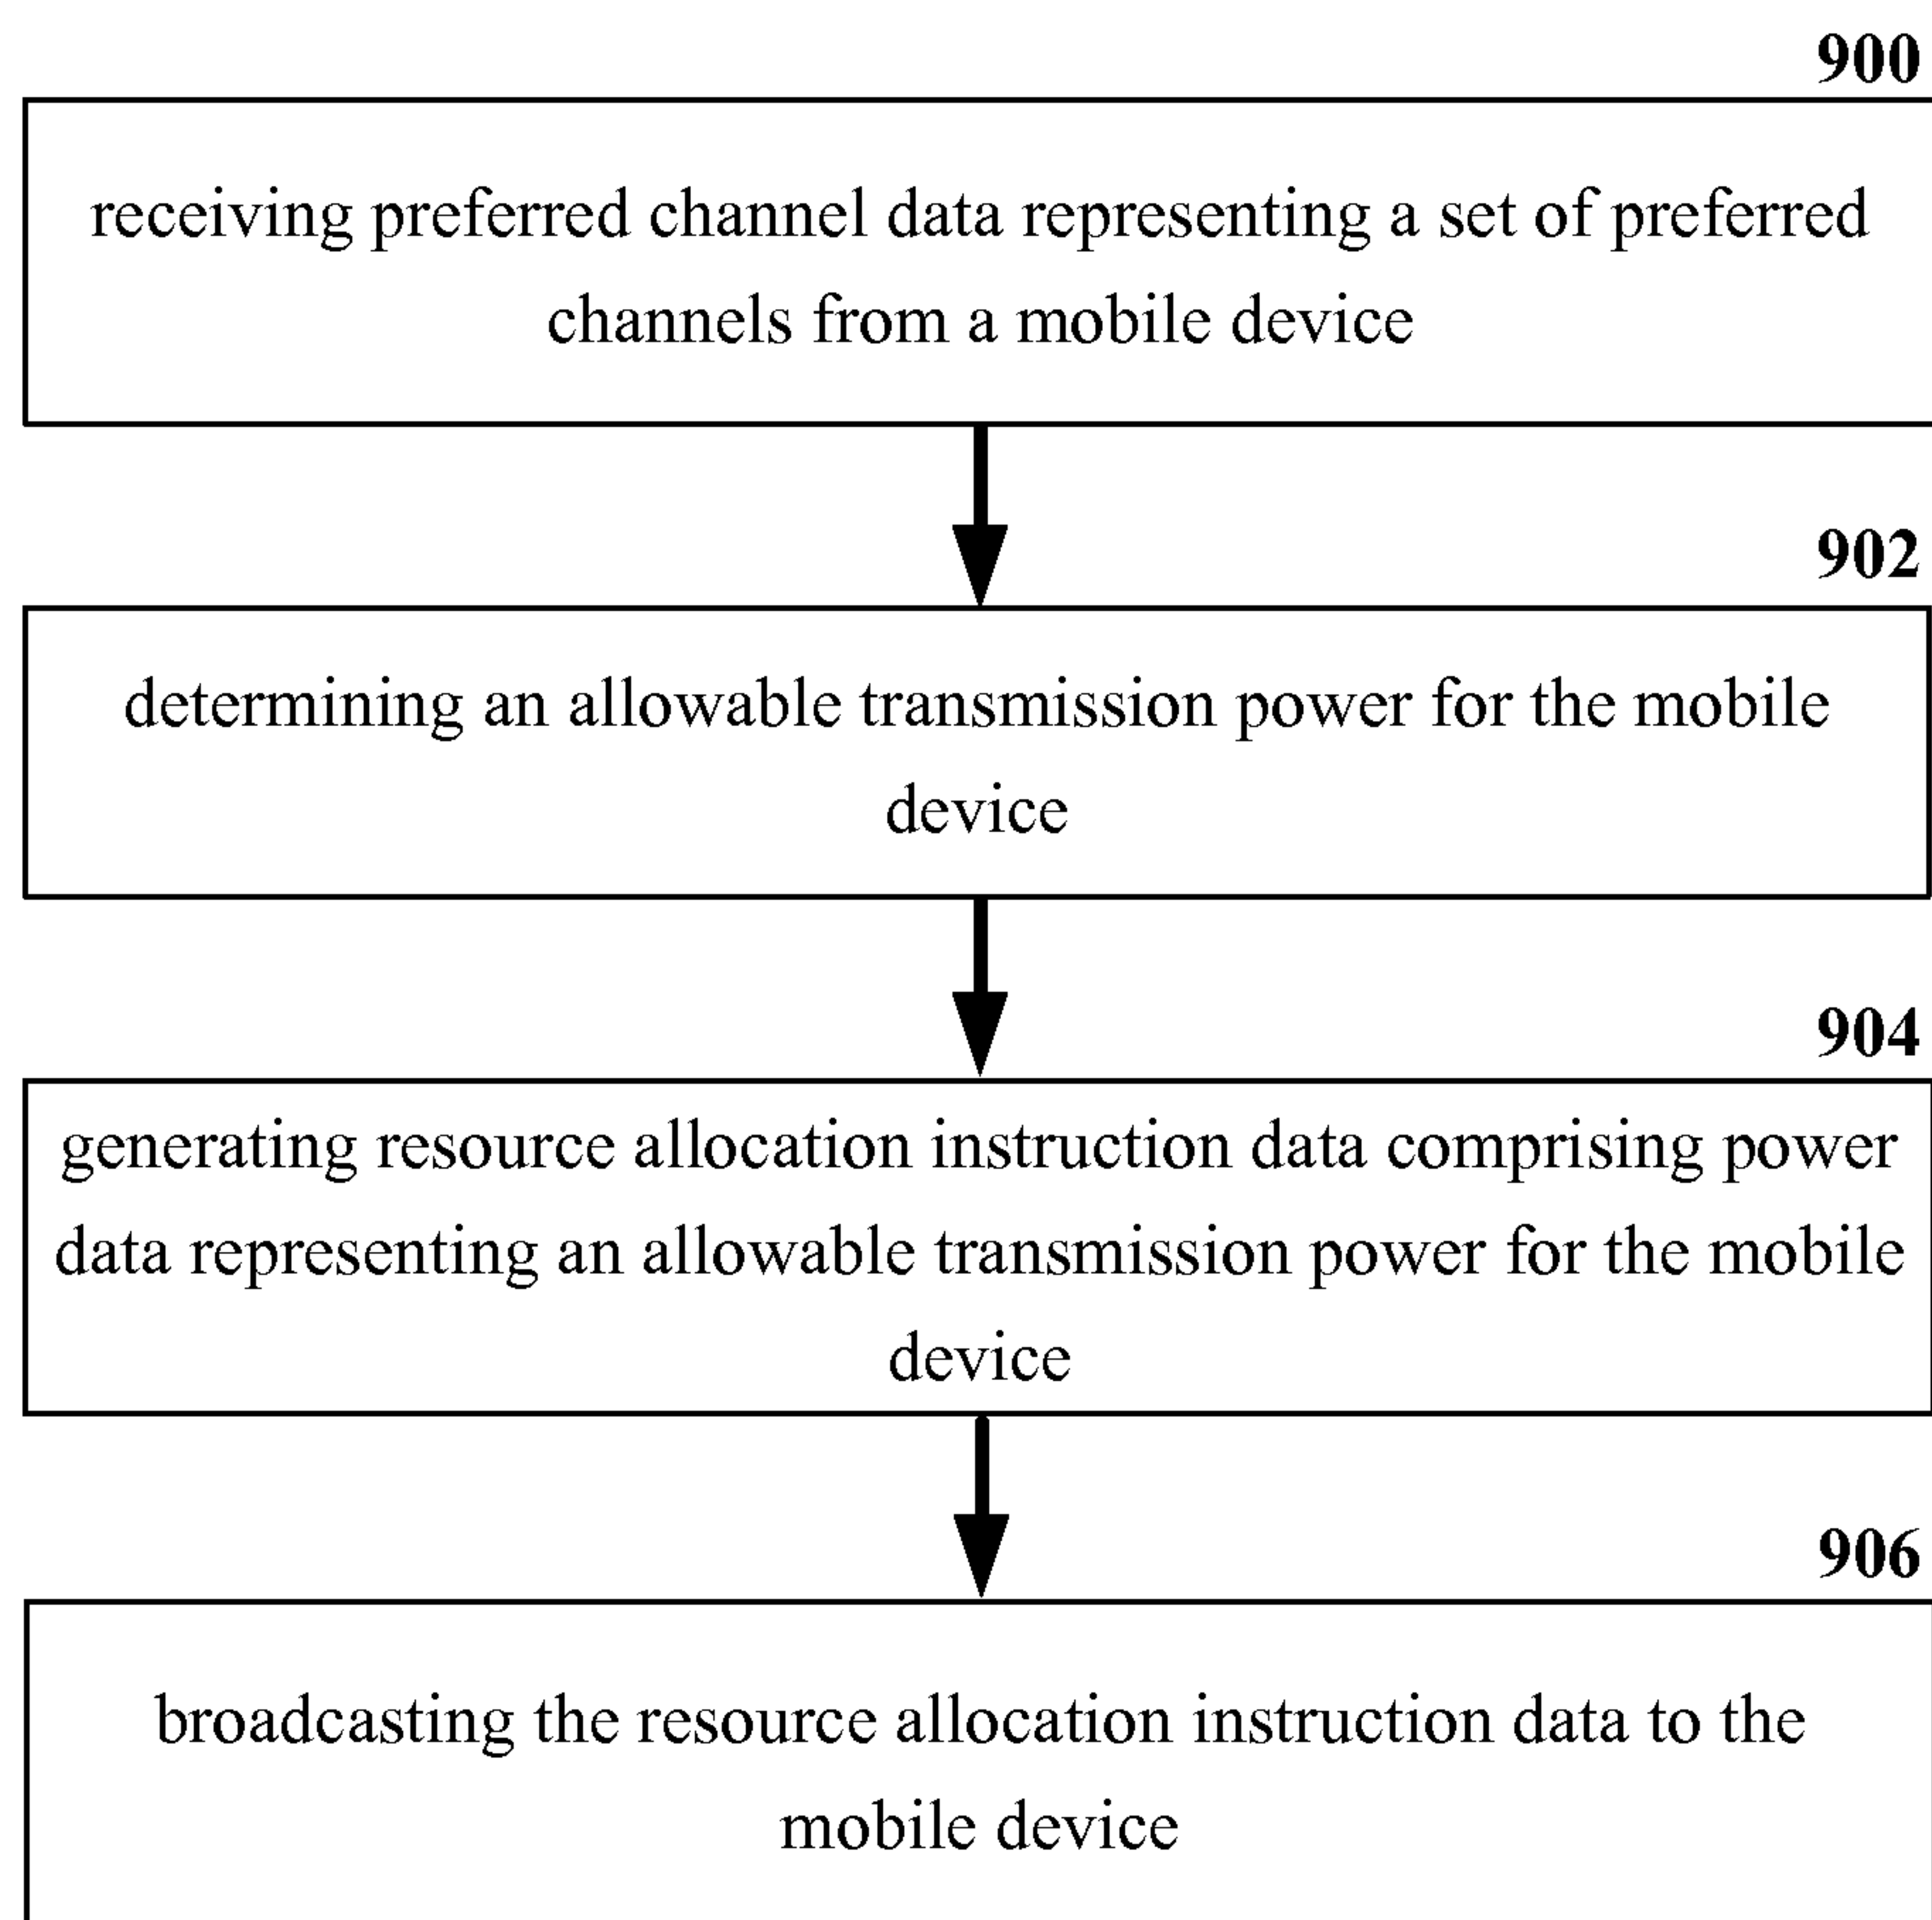 900
receiving preferred channel data representing a set of preferred
channels from a mobile device
902
determining an allowable transmission power for the mobile
device
904
generating resource allocation instruction data comprising power
data representing an allowable transmission power for the mobile
device
906
broadcasting the resource allocation instruction data to the
mobile device